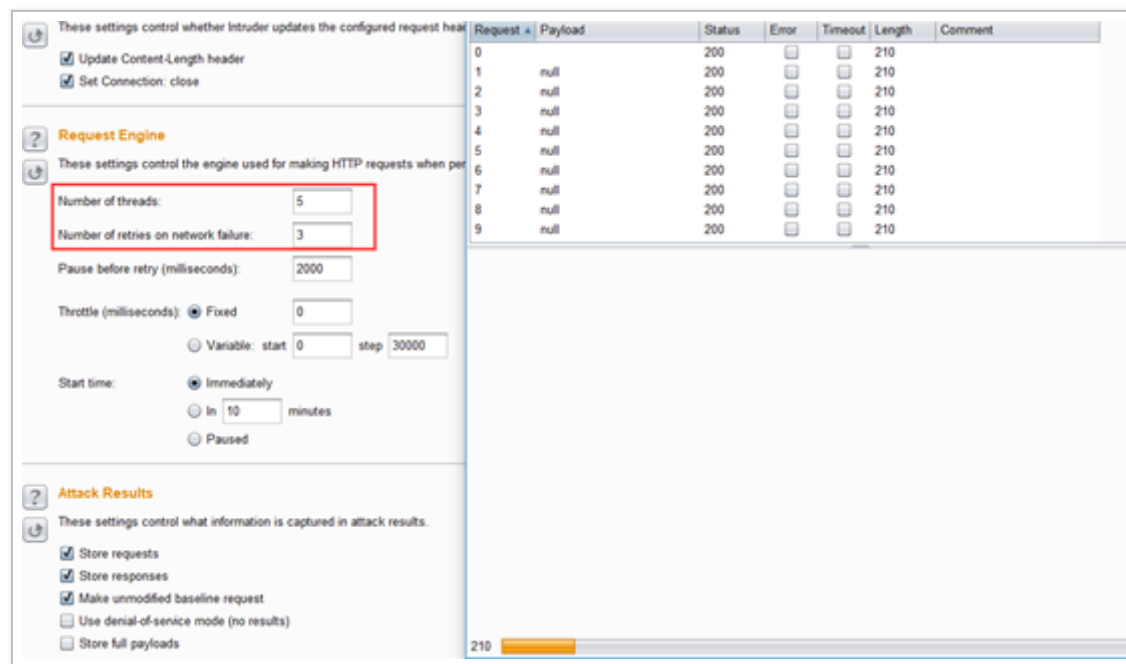 These settings control whether Intruder updates the configured request hea
Update Content-Length header
Set Connection: close
Request Engine
These settings control the engine used for making HTTP requests when per
Number of threads: 5
Number of retries on network failure: 3
Pause before retry (milliseconds): 2000
Throttle (milliseconds): Fixed 0
Variable: start 0 step 30000
Start time: Immediately
In 10 minutes
Paused
Attack Results
These settings control what information is captured in attack results.
Store requests
Store responses
Make unmodified baseline request
Use denial-of-service mode (no results)
Store full payloads
Request Payload Status Error Timeout Length Comment
0 200 210
1 null 200 210
2 null 200 210
3 null 200 210
4 null 200 210
5 null 200 210
6 null 200 210
7 null 200 210
8 null 200 210
9 null 200 210
210